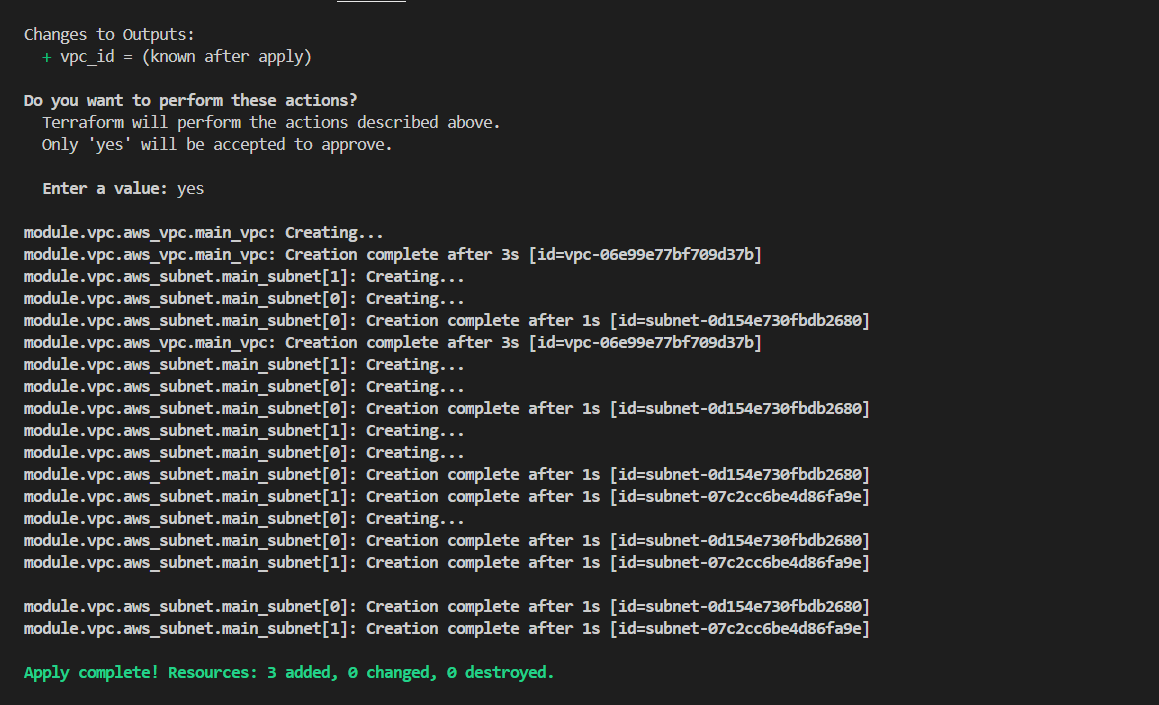 Changes to Outputs:
+ vpc_id = (known after apply)
Do you want to perform these actions?
Terraform will perform the actions described above.
Only 'yes' will be accepted to approve.
Enter a value: yes
module.vpc.aws_vpc.main_vpc: Creating...
module.vpc.aws_vpc.main_vpc: Creation complete after 3s [id=vpc-06e99e77bf709d37b]
module.vpc.aws_subnet.main_subnet[1]: Creating...
module.vpc.aws_subnet.main_subnet[0]: Creating...
module.vpc.aws_subnet.main_subnet[0]: Creation complete after 1s [id=subnet-0d154e730fbdb2680]
module.vpc.aws_vpc.main_vpc: Creation complete after 3s [id=vpc-06e99e77bf709d37b]
module.vpc.aws_subnet.main_subnet[1]: Creating...
module.vpc.aws_subnet.main_subnet[0]: Creating...
module.vpc.aws_subnet.main_subnet[0]: Creation complete after 1s [id=subnet-0d154e730fbdb2680]
module.vpc.aws_subnet.main_subnet[1]: Creating...
module.vpc.aws_subnet.main_subnet[0]: Creating...
module.vpc.aws_subnet.main_subnet[0]: Creation complete after 1s [id=subnet-0d154e730fbdb2680]
module.vpc.aws_subnet.main_subnet[1]: Creation complete after 1s [id=subnet-07c2cc6be4d86fa9e]
module.vpc.aws_subnet.main_subnet[0]: Creating...
module.vpc.aws_subnet.main_subnet[0]: Creation complete after 1s [id=subnet-0d154e730fbdb2680]
module.vpc.aws_subnet.main_subnet[1]: Creation complete after 1s [id=subnet-07c2cc6be4d86fa9e]
module.vpc.aws_subnet.main_subnet[0]: Creation complete after 1s [id=subnet-0d154e730fbdb2680]
module.vpc.aws_subnet.main_subnet[1]: Creation complete after 1s [id=subnet-07c2cc6be4d86fa9e]
Apply complete! Resources: 3 added, 0 changed, 0 destroyed.